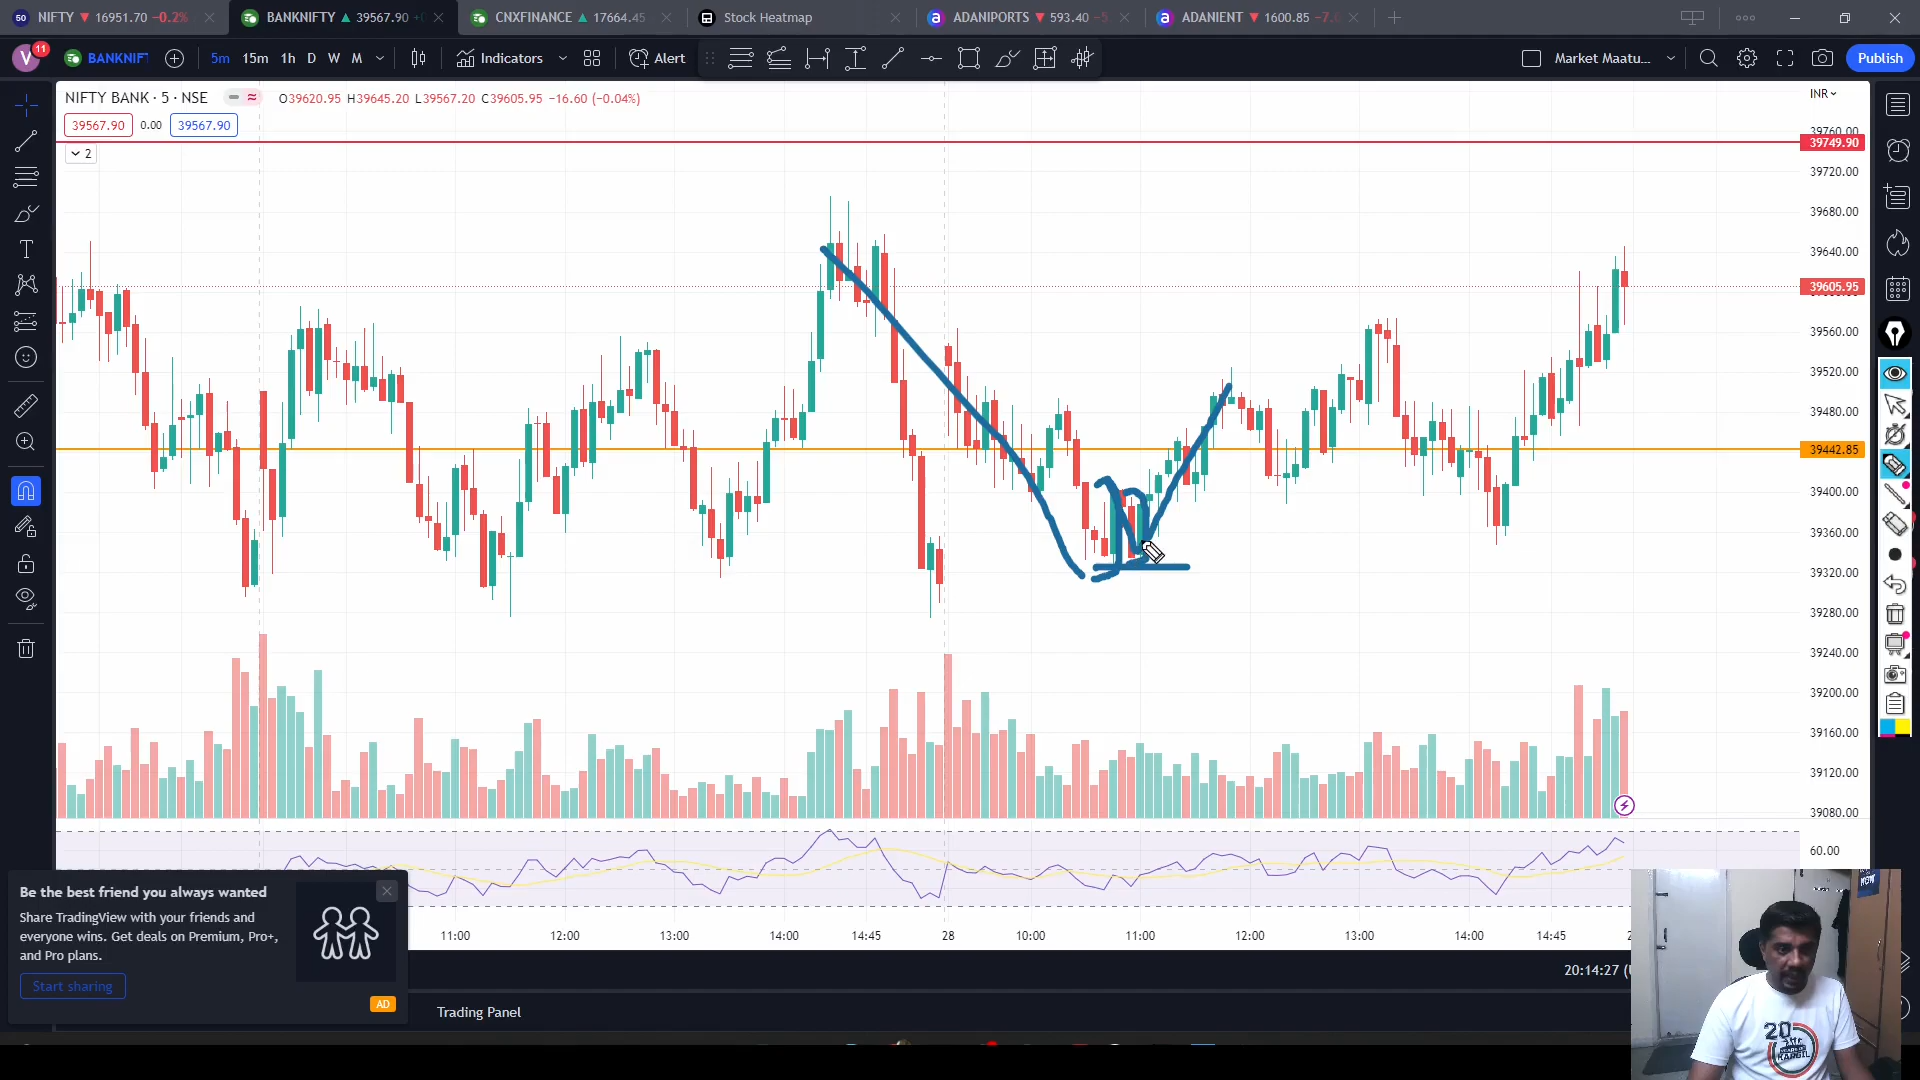 50 NIFTY ▼ 16951.70 −0.2%
BANKNIFTY ▲ 39567.90
CNXFINANCE ▲ 17664.45
Stock Heatmap
ADANIPORTS ▼ 593.40
ADANIENT ▼ 1600.85
V 11 BANKNIFT 5m 15m 1h D W M Indicators Alert Market Maatu... Publish
NIFTY BANK · 5 · NSE O39620.95 H39645.20 L39567.20 C39605.95 −16.60 (−0.04%)
INR
39567.90 0.00 39567.90
2
39760.00
39749.90
39720.00
39680.00
39640.00
39605.95
39560.00
39520.00
39480.00
39442.85
39400.00
39360.00
39320.00
39280.00
39240.00
39200.00
39160.00
39120.00
39080.00
60.00
11:00 12:00 13:00 14:00 14:45 28 10:00 11:00 12:00 13:00 14:00 14:45
Be the best friend you always wanted
Share TradingView with your friends and
everyone wins. Get deals on Premium, Pro+,
and Pro plans.
Start sharing
AD
20:14:27
Trading Panel
20
KARGIL